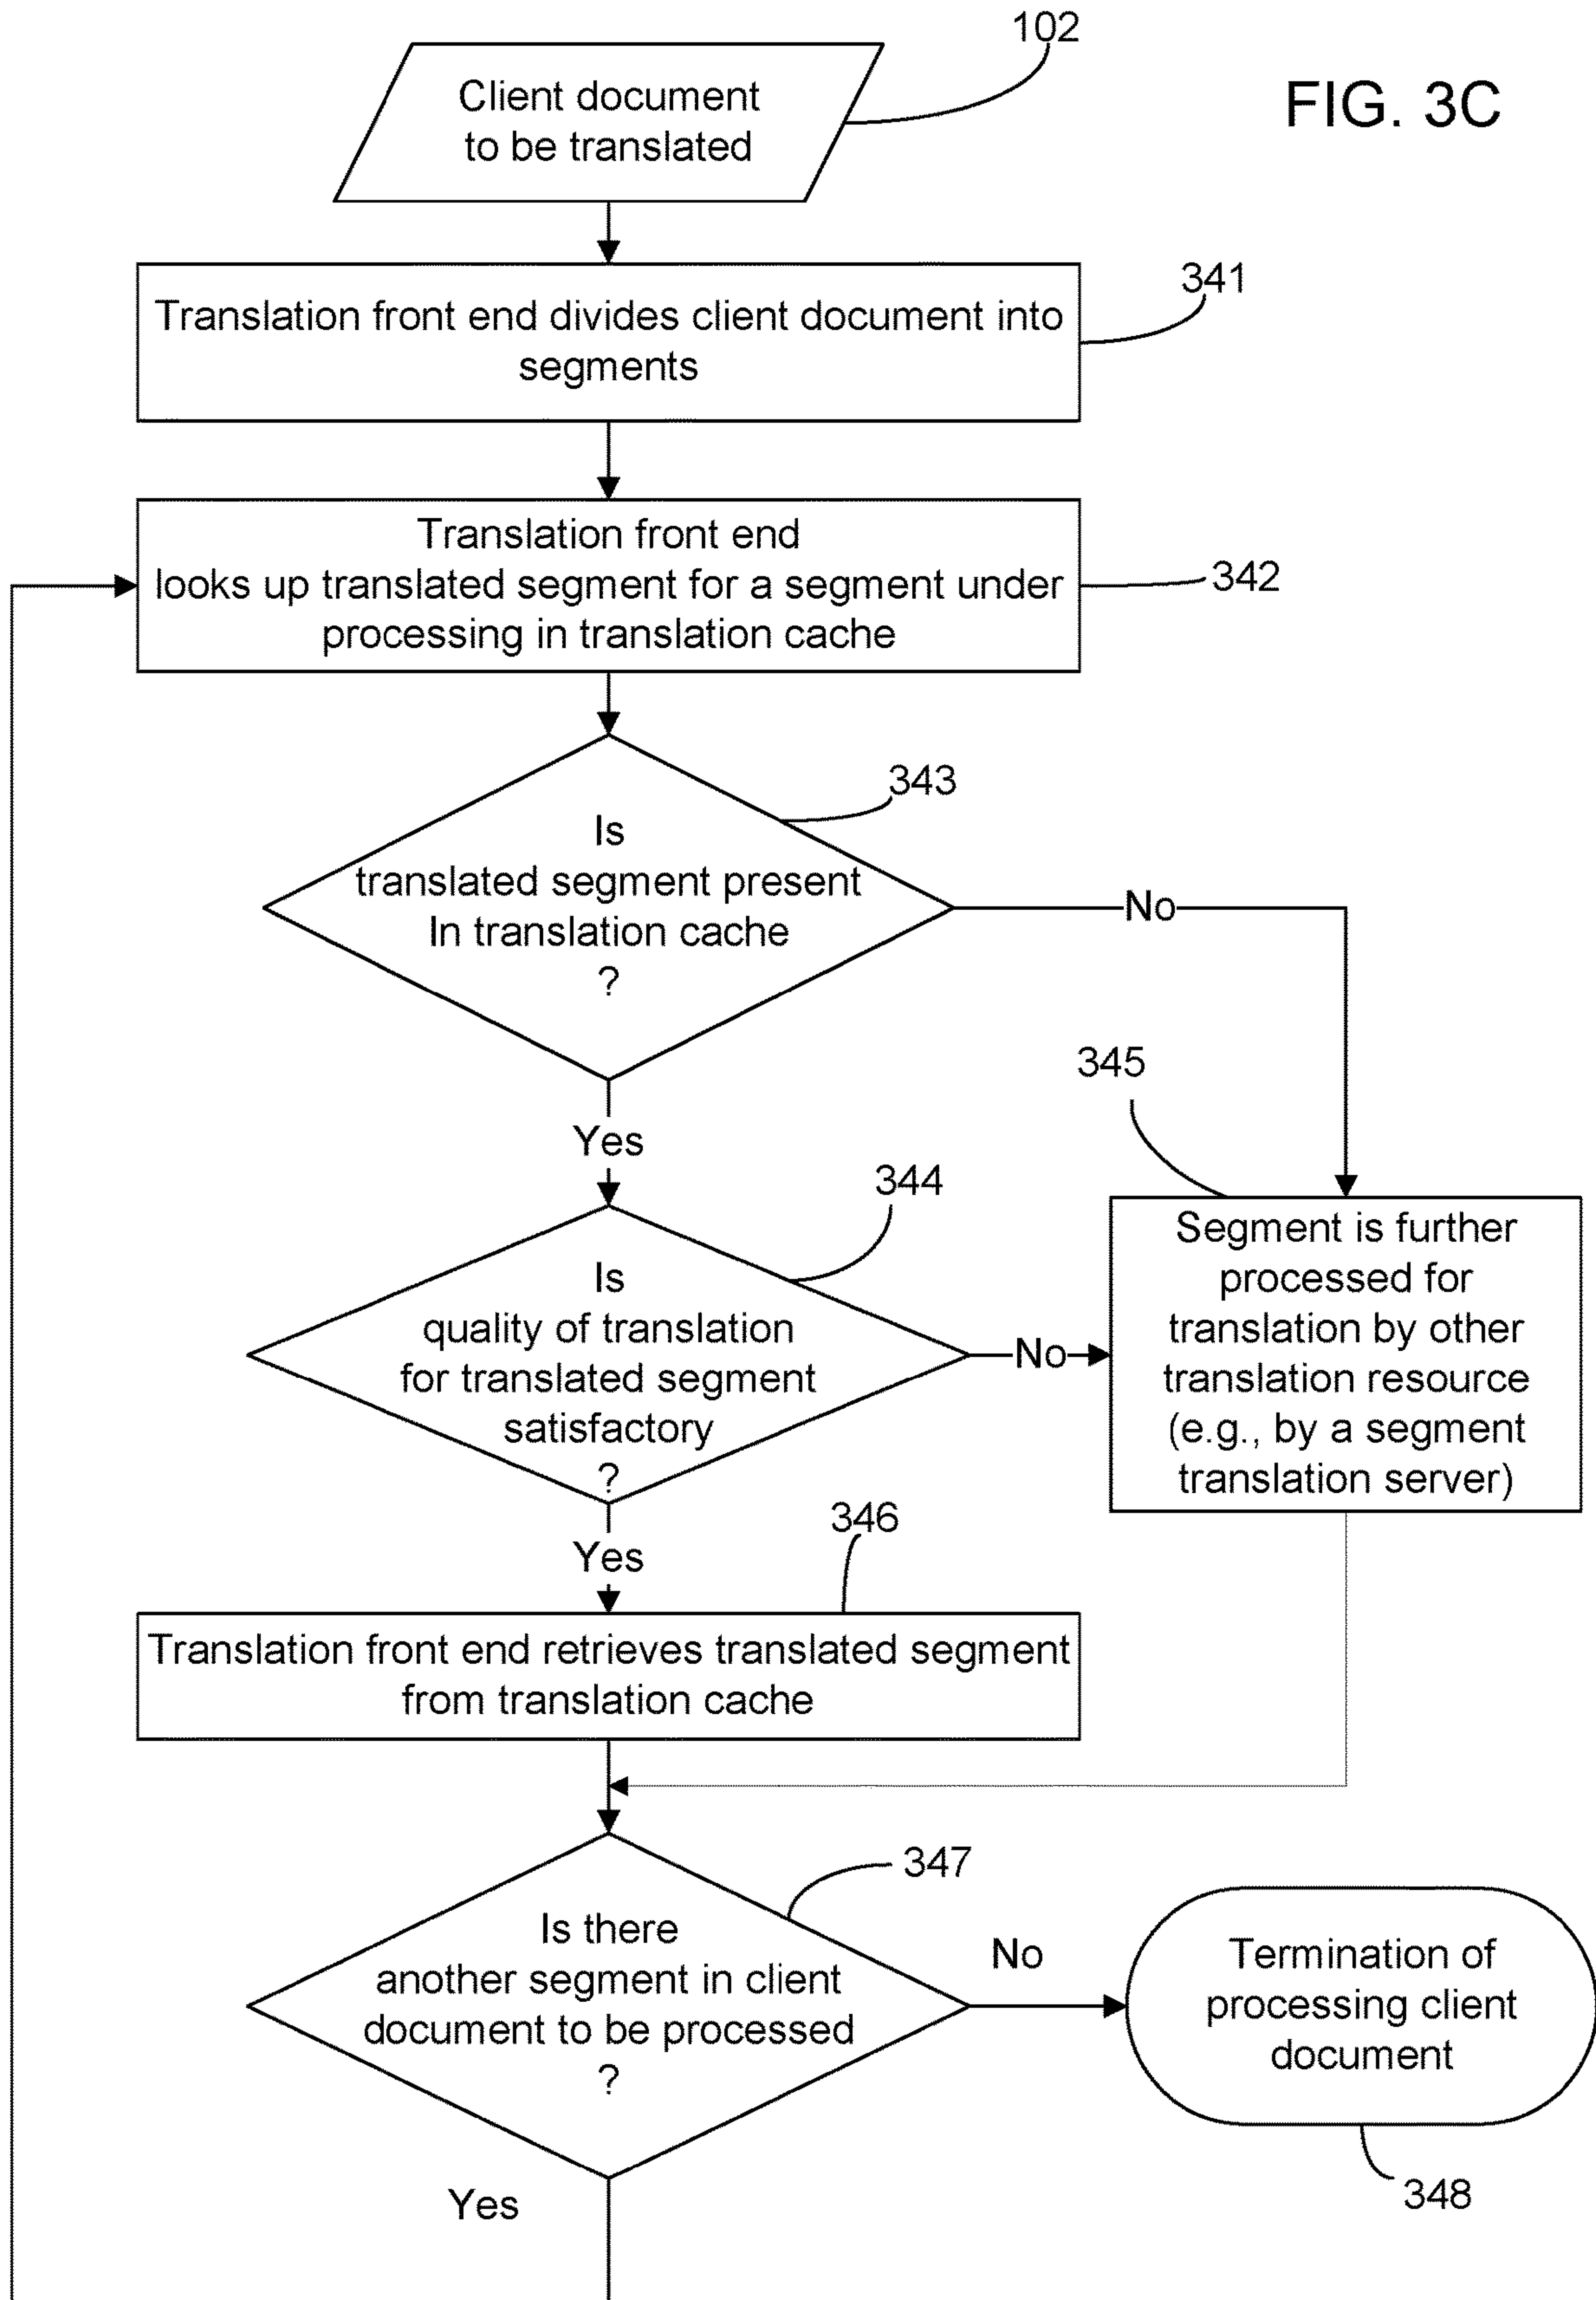 102
FIG. 3C
Client document
to be translated
341
Translation front end divides client document into
segments
Translation front end
looks up translated segment for a segment under
processing in translation cache
342
343
Is
translated segment present
In translation cache
?
No
Yes
345
344
Is
quality of translation
for translated segment
satisfactory
?
No
Segment is further
processed for
translation by other
translation resource
(e.g., by a segment
translation server)
Yes
346
Translation front end retrieves translated segment
from translation cache
347
Is there
another segment in client
document to be processed
?
No
Termination of
processing client
document
348
Yes